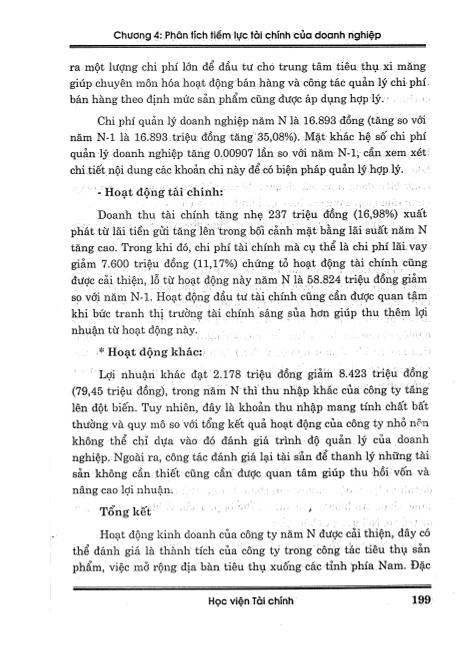 Chương 4: Phân tích tiềm lực tài chính của doanh nghiệp
ra một lượng chi phí lớn để đầu tư cho trung tâm tiêu thụ xi măng
giúp chuyên môn hóa hoạt động bán hàng và công tác quản lý chi phí
bán hàng theo định mức sản phẩm cũng được áp dụng hợp lý.
Chi phí quản lý doanh nghiệp năm N là 16.893 đồng (tăng so với
năm N-1 là 16.893 triệu đồng tăng 35,08%). Mặt khác hệ số chi phí
quản lý doanh nghiệp tăng 0.00907 lần so với năm N-1, cần xem xét
chi tiết nội dung các khoản chi này để có biện pháp quản lý hợp lý.
- Hoạt động tài chính:
Doanh thu tài chính tăng nhẹ 237 triệu đồng (16,98%) xuất
phát từ lãi tiền gửi tăng lên trong bối cảnh mặt bằng lãi suất năm N
tăng cao. Trong khi đó, chi phí tài chính mà cụ thể là chi phí lãi vay
giảm 7.600 triệu đồng (11,17%) chứng tỏ hoạt động tài chính cũng
được cải thiện, lỗ từ hoạt động này năm N là 58.824 triệu đồng giảm
so với năm N-1. Hoạt động đầu tư tài chính cũng cần được quan tâm
khi bức tranh thị trường tài chính sáng sủa hơn giúp thu thêm lợi
nhuận từ hoạt động này.
* Hoạt động khác:
Lợi nhuận khác đạt 2.178 triệu đồng giảm 8.423 triệu đồng
(79,45 triệu đồng), trong năm N thì thu nhập khác của công ty tăng
lên đột biến. Tuy nhiên, đây là khoản thu nhập mang tính chất bất
thường và quy mô so với tổng kết quả hoạt động của công ty nhỏ nên
không thể chỉ dựa vào đó đánh giá trình độ quản lý của doanh
nghiệp. Ngoài ra, công tác đánh giá lại tài sản để thanh lý những tài
sản không cần thiết cũng cần được quan tâm giúp thu hồi vốn và
nâng cao lợi nhuận.
Tổng kết
Hoạt động kinh doanh của công ty năm N được cải thiện, đây có
thể đánh giá là thành tích của công ty trong công tác tiêu thụ sản
phẩm, việc mở rộng địa bàn tiêu thụ xuống các tỉnh phía Nam. Đặc
Học viện Tài chính 199